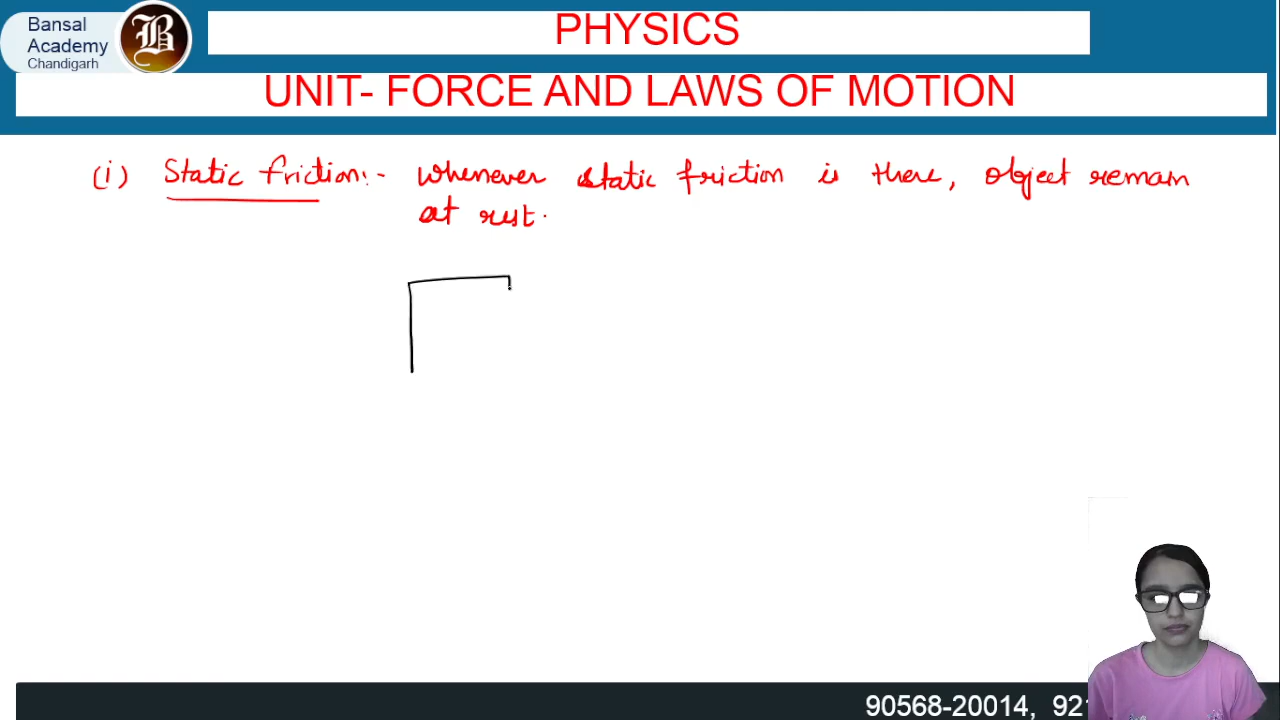 Bansal
Academy
Chandigarh
B
PHYSICS
UNIT- FORCE AND LAWS OF MOTION
(i) Static friction:- Whenever static friction is there, object remain
at rest.
90568-20014, 921